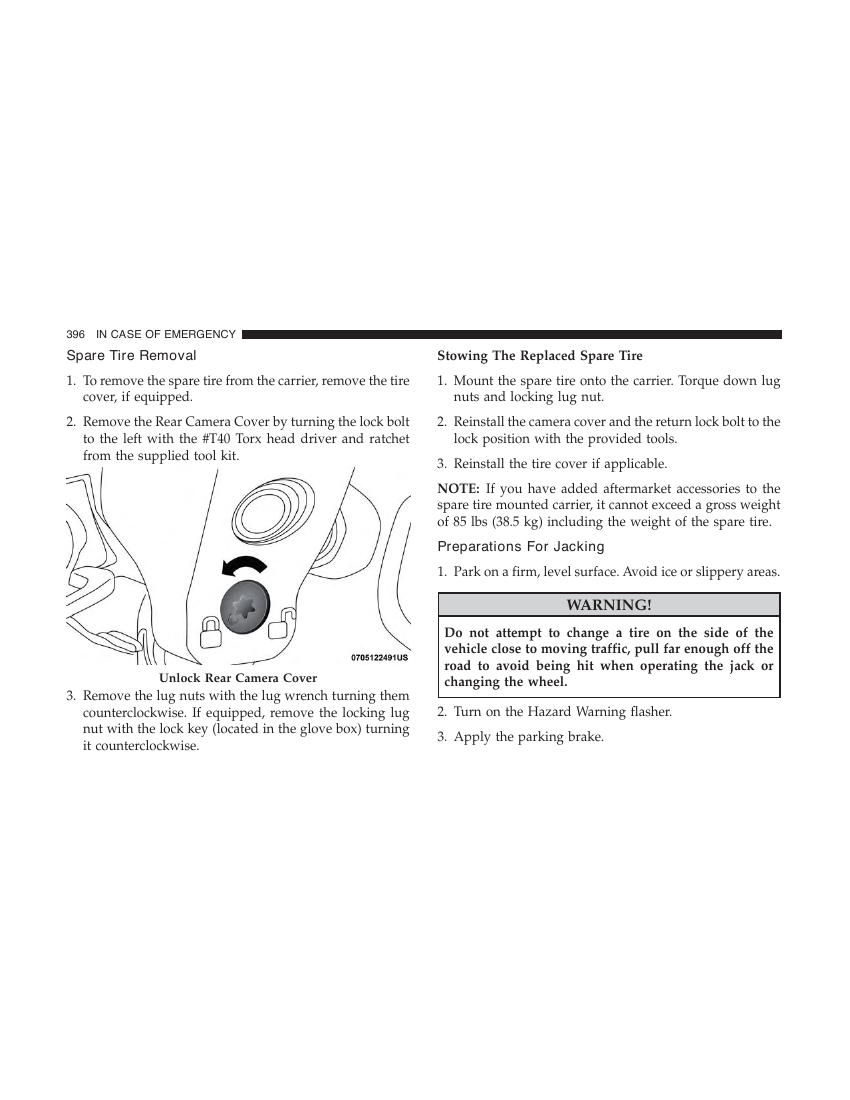 396 IN CASE OF EMERGENCY
Spare Tire Removal
1. To remove the spare tire from the carrier, remove the tire
cover, if equipped.
2. Remove the Rear Camera Cover by turning the lock bolt
to the left with the #T40 Torx head driver and ratchet
from the supplied tool kit.
0705122491US
Unlock Rear Camera Cover
3. Remove the lug nuts with the lug wrench turning them
counterclockwise. If equipped, remove the locking lug
nut with the lock key (located in the glove box) turning
it counterclockwise.
Stowing The Replaced Spare Tire
1. Mount the spare tire onto the carrier. Torque down lug
nuts and locking lug nut.
2. Reinstall the camera cover and the return lock bolt to the
lock position with the provided tools.
3. Reinstall the tire cover if applicable.
NOTE: If you have added aftermarket accessories to the
spare tire mounted carrier, it cannot exceed a gross weight
of 85 lbs (38.5 kg) including the weight of the spare tire.
Preparations For Jacking
1. Park on a firm, level surface. Avoid ice or slippery areas.
WARNING!
Do not attempt to change a tire on the side of the
vehicle close to moving traffic, pull far enough off the
road to avoid being hit when operating the jack or
changing the wheel.
2. Turn on the Hazard Warning flasher.
3. Apply the parking brake.